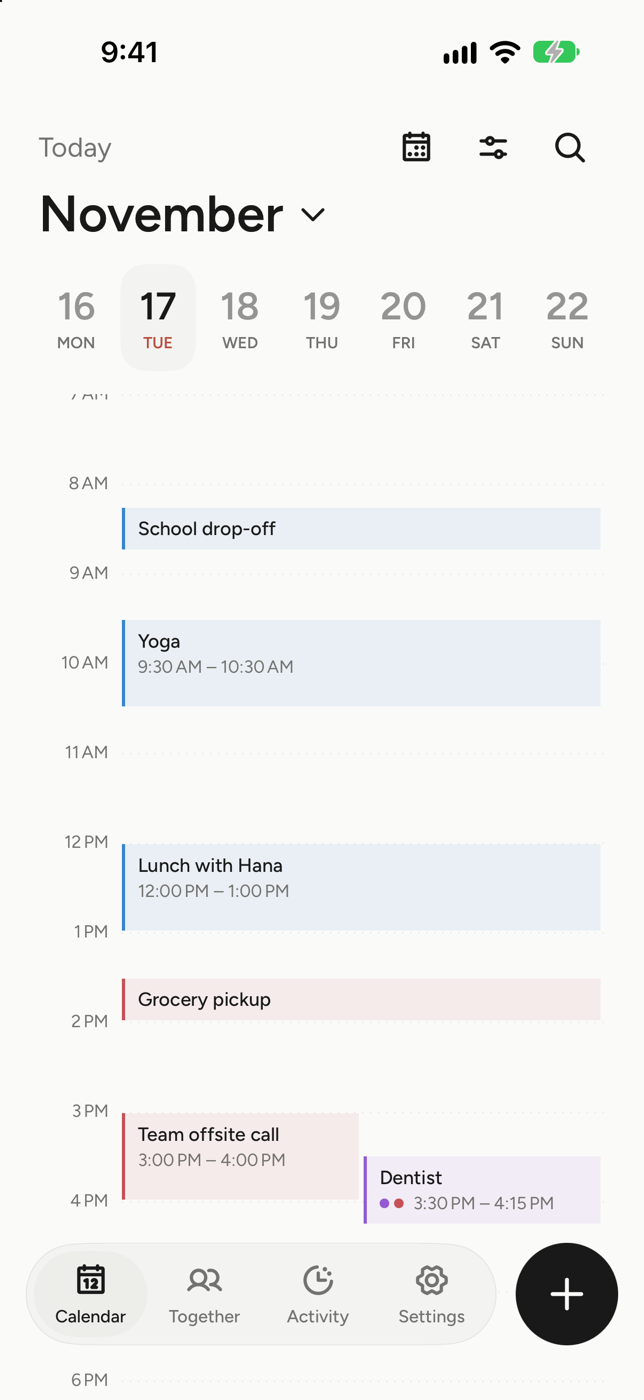 9:41
Today
November
16 17 18 19 20 21 22
MON TUE WED THU FRI SAT SUN
7 AM
8 AM
School drop-off
9 AM
Yoga
10 AM
9:30 AM – 10:30 AM
11 AM
12 PM
Lunch with Hana
12:00 PM – 1:00 PM
1 PM
Grocery pickup
2 PM
3 PM
Team offsite call
3:00 PM – 4:00 PM
Dentist
4 PM
3:30 PM – 4:15 PM
12
Calendar Together Activity Settings
6 PM